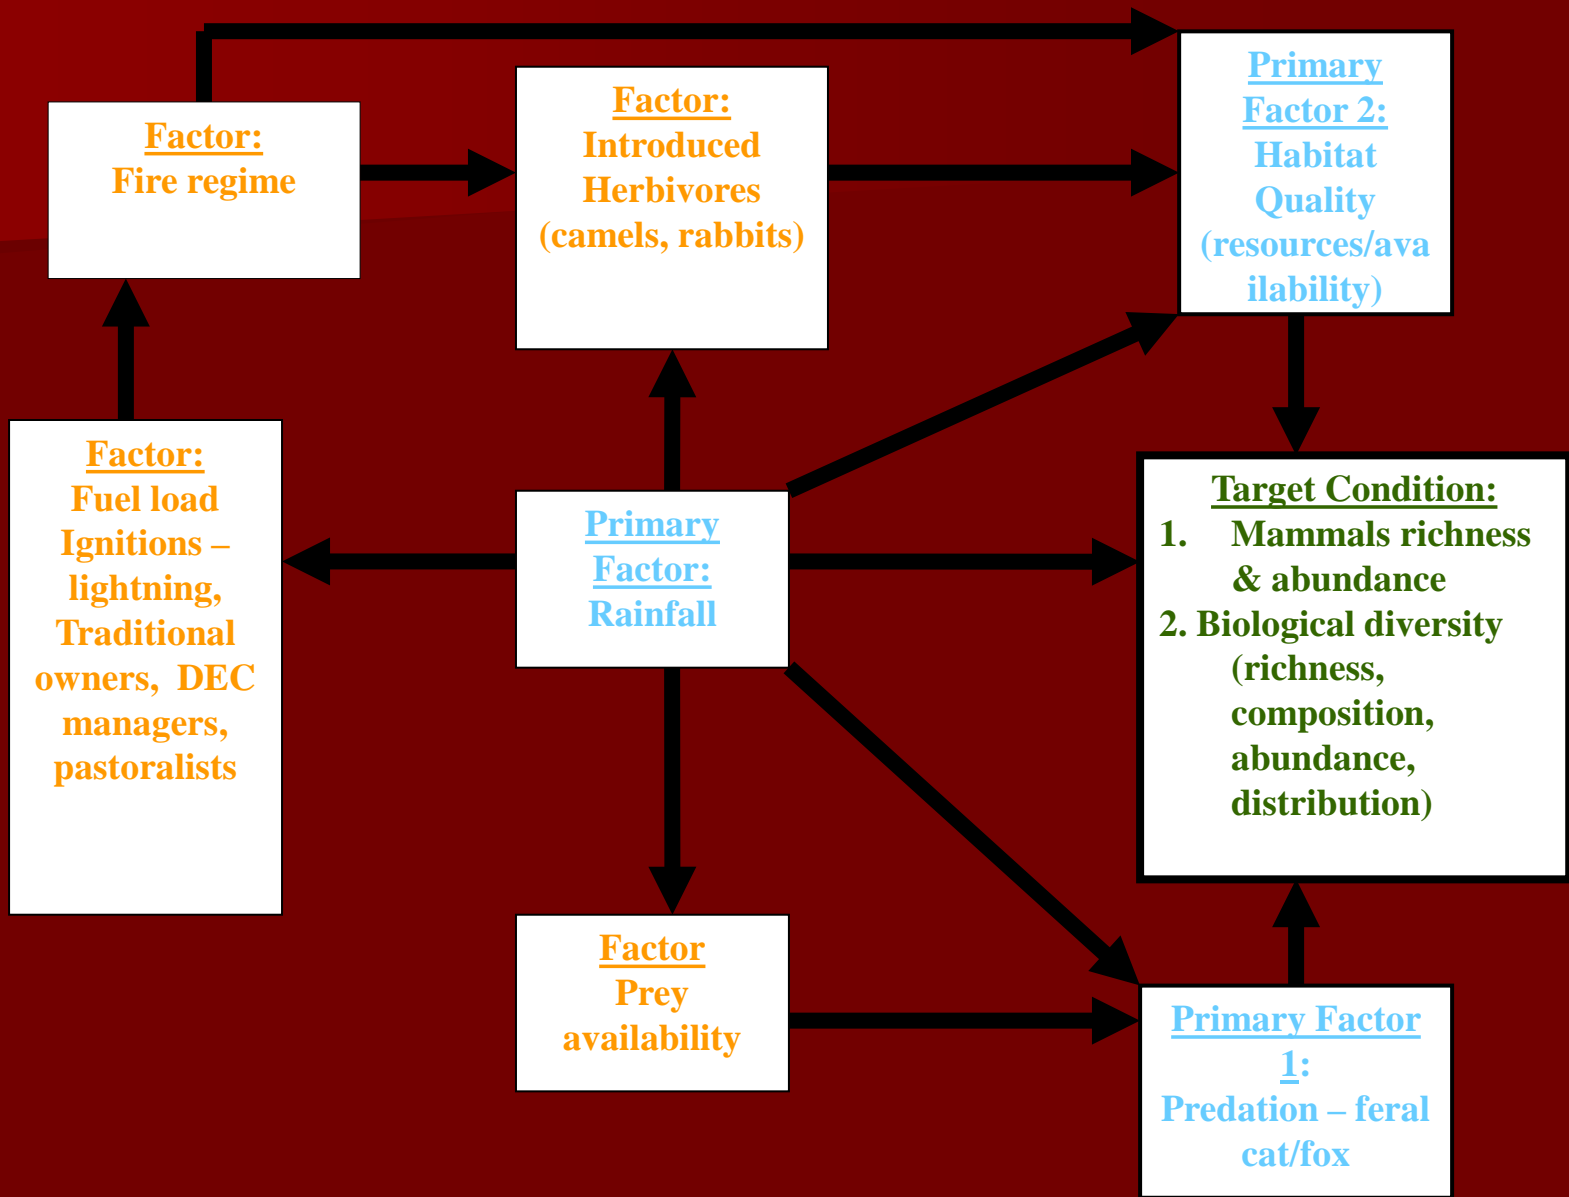 Factor:
Fire regime
Factor:
Introduced
Herbivores
(camels, rabbits)
Primary
Factor 2:
Habitat
Quality
(resources/ava
ilability)
Factor:
Fuel load
Ignitions –
lightning,
Traditional
owners, DEC
managers,
pastoralists
Primary
Factor:
Rainfall
Target Condition:
1. Mammals richness
& abundance
2. Biological diversity
(richness,
composition,
abundance,
distribution)
Factor
Prey
availability
Primary Factor
1:
Predation – feral
cat/fox